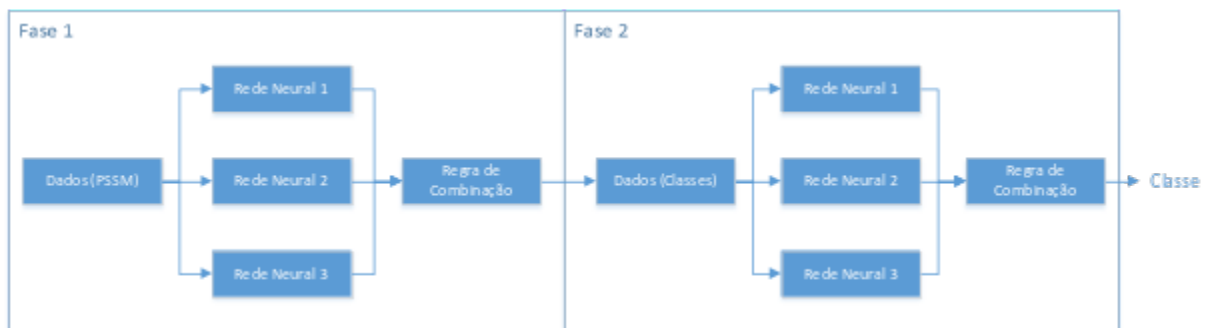 Fase 1
Rede Neural 1
Dados (PSSM)
Rede Neural 2
Regra de
Combinação
Rede Neural 3
Fase 2
Rede Neural 1
Dados (Classes)
Rede Neural 2
Regra de
Combinação
Rede Neural 3
Classe